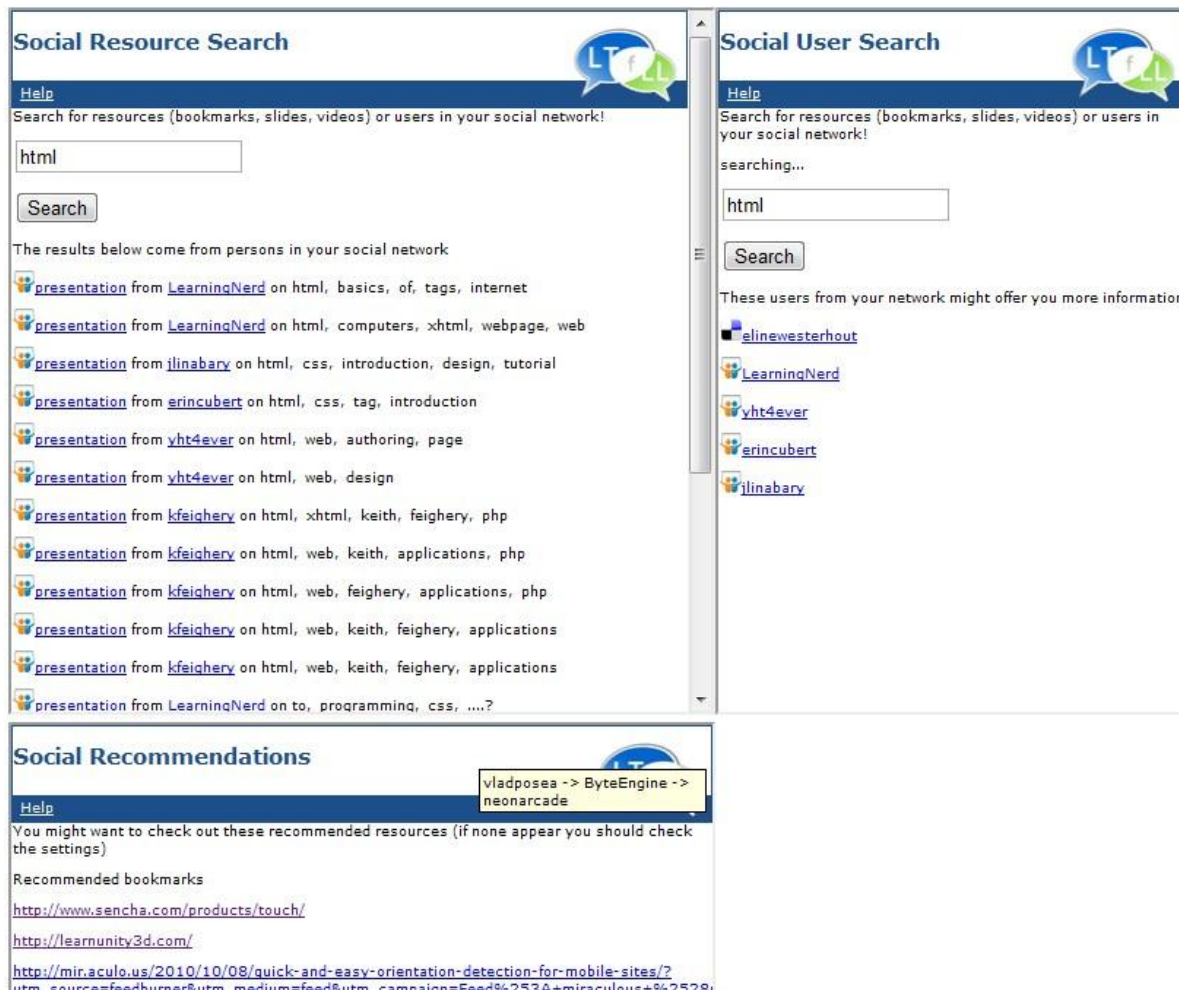 Social Resource Search
LTfLL
Help
Search for resources (bookmarks, slides, videos) or users in your social network!
html
Search
The results below come from persons in your social network
presentation from LearningNerd on html, basics, of, tags, internet
presentation from LearningNerd on html, computers, xhtml, webpage, web
presentation from jlinabary on html, css, introduction, design, tutorial
presentation from erincubert on html, css, tag, introduction
presentation from yht4ever on html, web, authoring, page
presentation from yht4ever on html, web, design
presentation from kfeighery on html, xhtml, keith, feighery, php
presentation from kfeighery on html, web, keith, applications, php
presentation from kfeighery on html, web, feighery, applications, php
presentation from kfeighery on html, web, keith, feighery, applications
presentation from kfeighery on html, web, keith, feighery, applications
presentation from LearningNerd on to, programming, css, ....?
Social User Search
LTfLL
Help
Search for resources (bookmarks, slides, videos) or users in
your social network!
searching...
html
Search
These users from your network might offer you more information
elinewesterhout
LearningNerd
yht4ever
erincubert
jlinabary
Social Recommendations
vladposea -> ByteEngine ->
neonarcade
Help
You might want to check out these recommended resources (if none appear you should check
the settings)
Recommended bookmarks
http://www.sencha.com/products/touch/
http://learnunity3d.com/
http://mir.aculo.us/2010/10/08/quick-and-easy-orientation-detection-for-mobile-sites/?
utm_source=feedburner&utm_medium=feed&utm_campaign=Feed%253A+miraculous+%2528